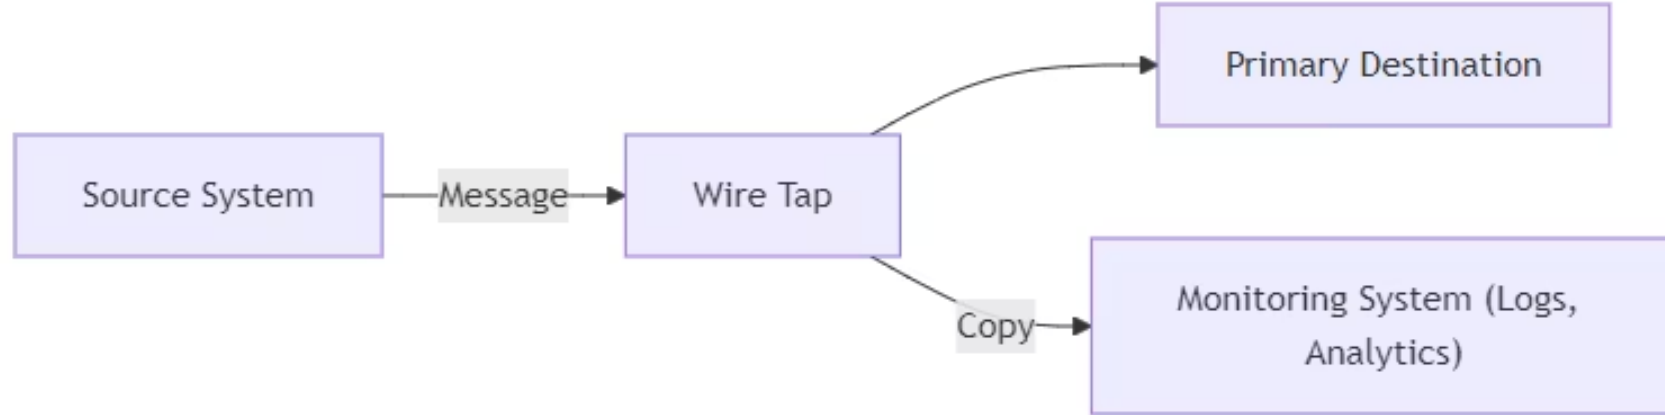 Primary Destination
Source System
Message
Wire Tap
Copy
Monitoring System (Logs,
Analytics)